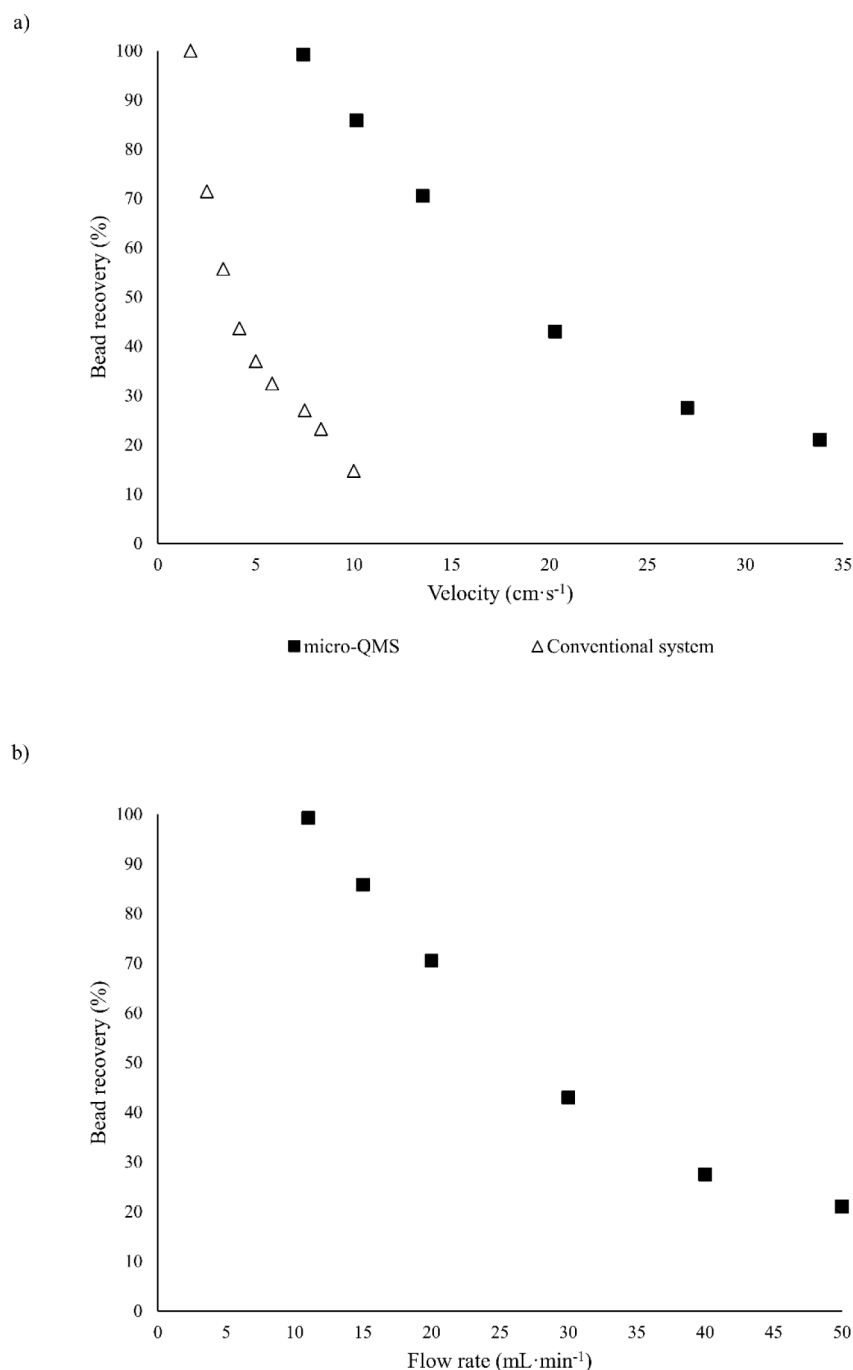 a)
100
90
80
70
60
50
40
30
20
10
0
Bead recovery (%)
0 5 10 15 20 25 30 35
Velocity (cm·s⁻¹)
■ micro-QMS △ Conventional system
b)
100
90
80
70
60
50
40
30
20
10
0
Bead recovery (%)
0 5 10 15 20 25 30 35 40 45 50
Flow rate (mL·min⁻¹)